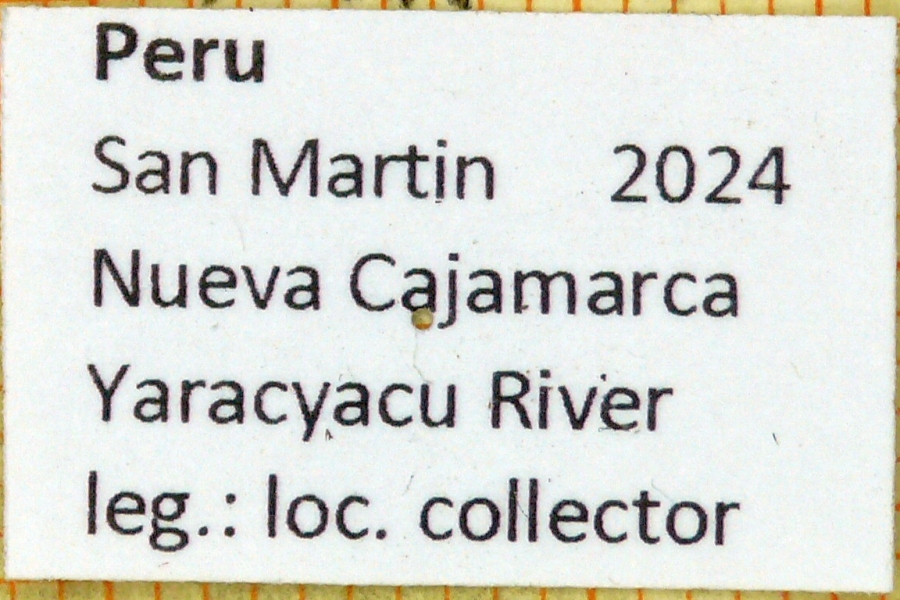 Peru
San Martin 2024
Nueva Cajamarca
Yaracyacu River
leg.: loc. collector